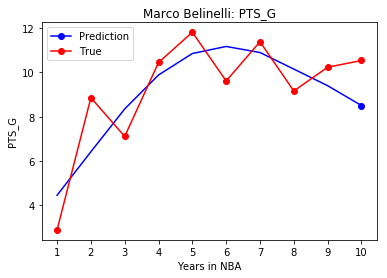 Marco Belinelli: PTS_G
Prediction
True
PTS_G
12
10
8
6
4
1 2 3 4 5 6 7 8 9 10
Years in NBA